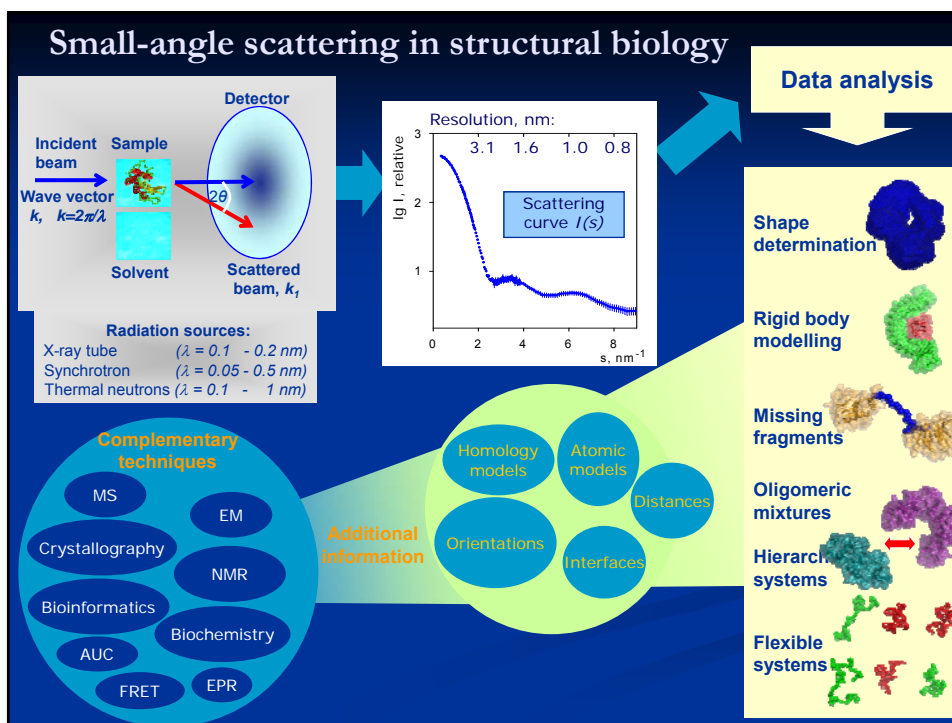 Small-angle scattering in structural biology
Detector
Incident
beam
Sample
Wave vector
k, k=2π/λ
2θ
Solvent
Scattered
beam, k1
Radiation sources:
X-ray tube (λ = 0.1 - 0.2 nm)
Synchrotron (λ = 0.05 - 0.5 nm)
Thermal neutrons (λ = 0.1 - 1 nm)
Resolution, nm:
3.1 1.6 1.0 0.8
lg I, relative
3
2
1
Scattering
curve I(s)
0 2 4 6 8
s, nm-1
Data analysis
Shape
determination
Rigid body
modelling
Missing
fragments
Oligomeric
mixtures
Hierarch
systems
Flexible
systems
Complementary
techniques
MS
EM
Crystallography
NMR
Bioinformatics
Biochemistry
AUC
FRET
EPR
Additional
information
Homology
models
Atomic
models
Distances
Orientations
Interfaces